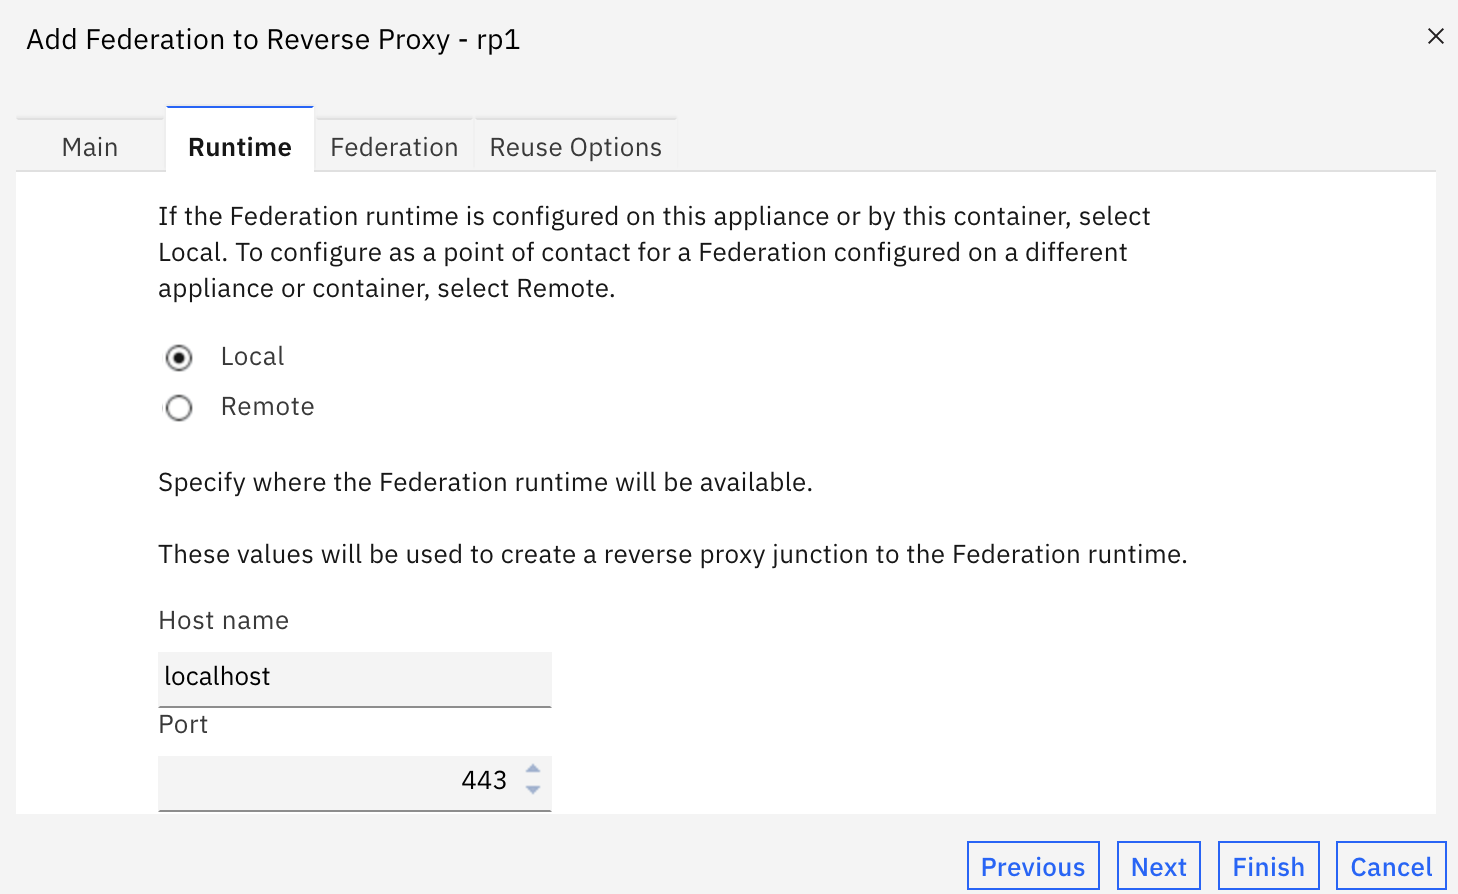 Add Federation to Reverse Proxy - rp1
Main
Runtime
Federation
Reuse Options
If the Federation runtime is configured on this appliance or by this container, select
Local. To configure as a point of contact for a Federation configured on a different
appliance or container, select Remote.
Local
Remote
Specify where the Federation runtime will be available.
These values will be used to create a reverse proxy junction to the Federation runtime.
Host name
localhost
Port
443
Previous
Next
Finish
Cancel